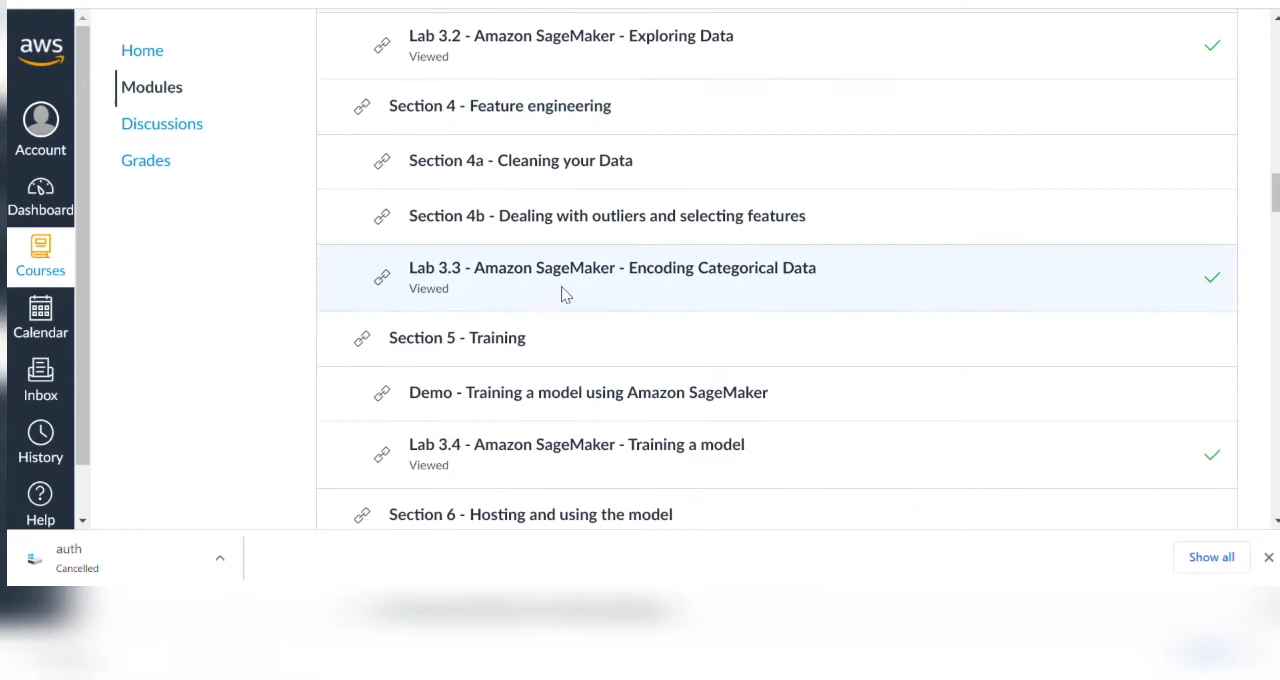 aws
Account
Dashboard
Courses
Calendar
Inbox
History
Help
Home
Modules
Discussions
Grades
Lab 3.2 - Amazon SageMaker - Exploring Data
Viewed
Section 4 - Feature engineering
Section 4a - Cleaning your Data
Section 4b - Dealing with outliers and selecting features
Lab 3.3 - Amazon SageMaker - Encoding Categorical Data
Viewed
Section 5 - Training
Demo - Training a model using Amazon SageMaker
Lab 3.4 - Amazon SageMaker - Training a model
Viewed
Section 6 - Hosting and using the model
auth
Cancelled
Show all